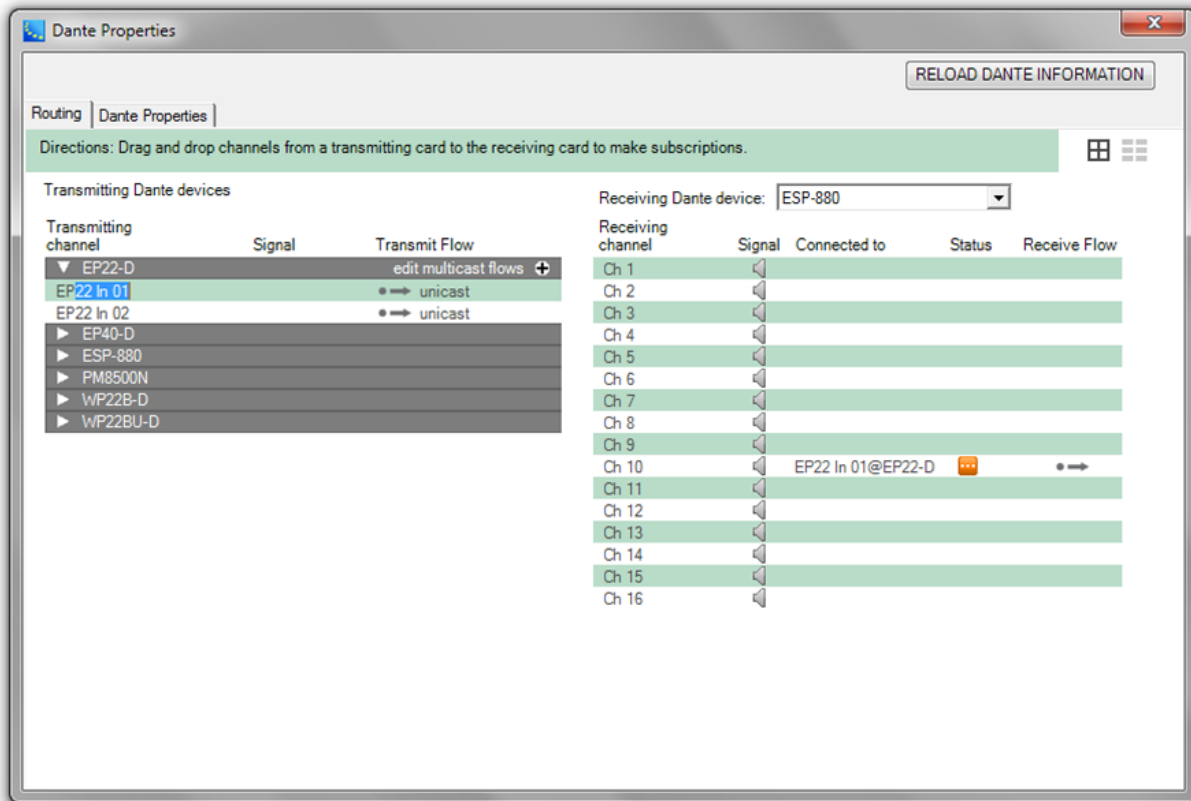 Dante Properties
RELOAD DANTE INFORMATION
Routing Dante Properties
Directions: Drag and drop channels from a transmitting card to the receiving card to make subscriptions.
Transmitting Dante devices
Transmitting channel Signal Transmit Flow
EP22-D edit multicast flows
EP22 In 01 unicast
EP22 In 02 unicast
EP40-D
ESP-880
PM8500N
WP22B-D
WP22BU-D
Receiving Dante device: ESP-880
Receiving channel Signal Connected to Status Receive Flow
Ch 1
Ch 2
Ch 3
Ch 4
Ch 5
Ch 6
Ch 7
Ch 8
Ch 9
Ch 10 EP22 In 01@EP22-D
Ch 11
Ch 12
Ch 13
Ch 14
Ch 15
Ch 16